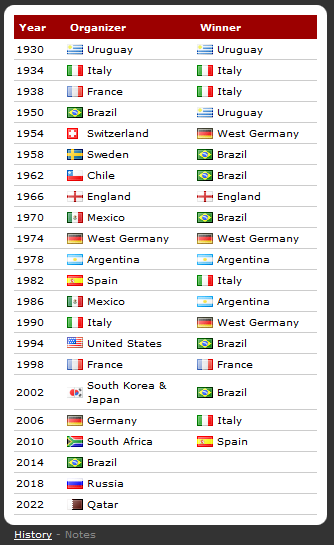 Year Organizer Winner
1930 Uruguay Uruguay
1934 Italy Italy
1938 France Italy
1950 Brazil Uruguay
1954 Switzerland West Germany
1958 Sweden Brazil
1962 Chile Brazil
1966 England England
1970 Mexico Brazil
1974 West Germany West Germany
1978 Argentina Argentina
1982 Spain Italy
1986 Mexico Argentina
1990 Italy West Germany
1994 United States Brazil
1998 France France
2002 South Korea & Japan Brazil
2006 Germany Italy
2010 South Africa Spain
2014 Brazil
2018 Russia
2022 Qatar
History - Notes